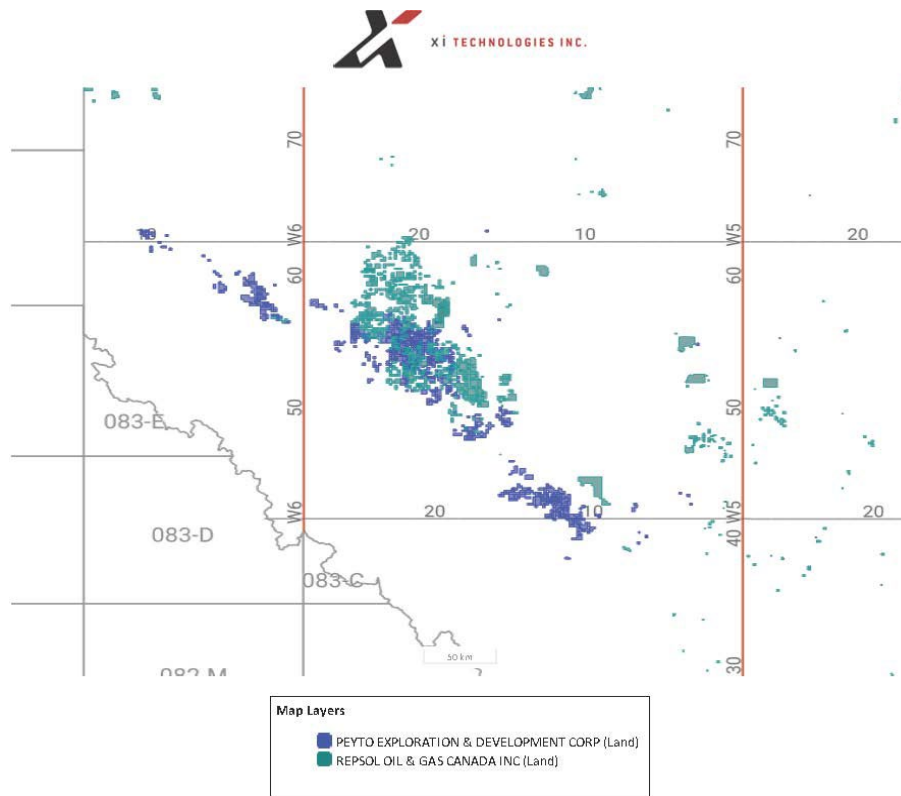 xi TECHNOLOGIES INC.
70
70
W6
20
10
W5
20
60
60
50
50
083-E
W6
20
10
W5
20
083-D
40
083-C
30
50 km
082-M
Map Layers
PEYTO EXPLORATION & DEVELOPMENT CORP (Land)
REPSOL OIL & GAS CANADA INC (Land)